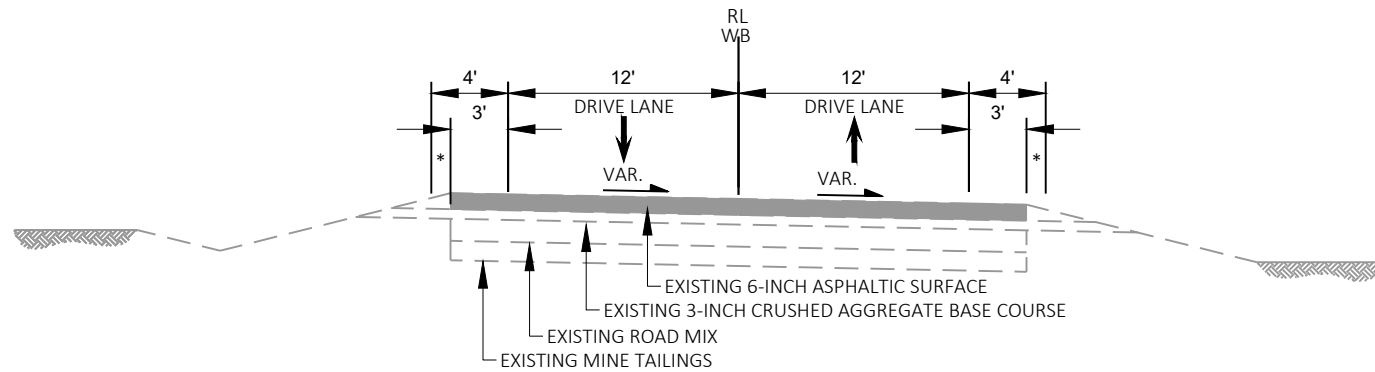 RL
WB
4' 12' 12' 4'
DRIVE LANE DRIVE LANE
3' 3'
* *
VAR. VAR.
EXISTING 6-INCH ASPHALTIC SURFACE
EXISTING 3-INCH CRUSHED AGGREGATE BASE COURSE
EXISTING ROAD MIX
EXISTING MINE TAILINGS